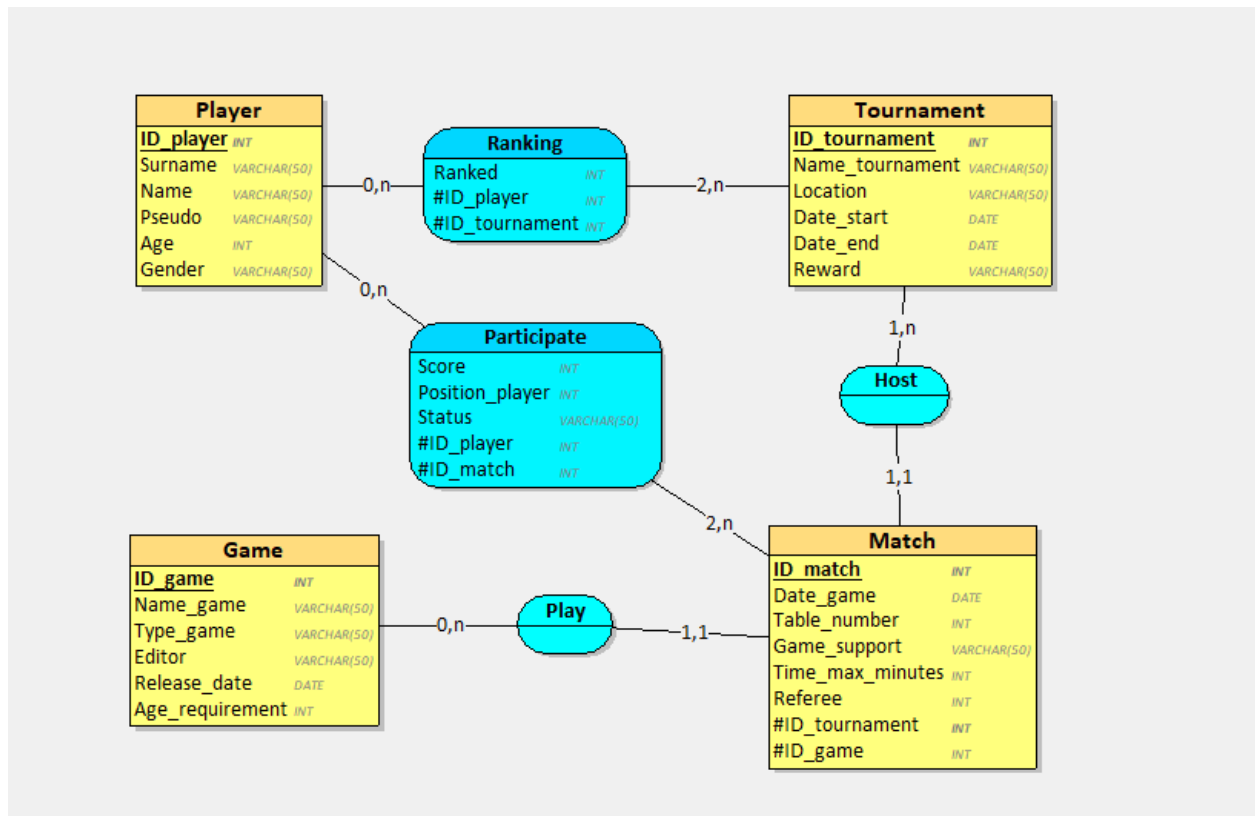 Player
ID_player INT
Surname VARCHAR(50)
Name VARCHAR(50)
Pseudo VARCHAR(50)
Age INT
Gender VARCHAR(50)
0,n
Ranking
Ranked INT
#ID_player INT
#ID_tournament INT
2,n
Tournament
ID_tournament INT
Name_tournament VARCHAR(50)
Location VARCHAR(50)
Date_start DATE
Date_end DATE
Reward VARCHAR(50)
0,n
Participate
Score INT
Position_player INT
Status VARCHAR(50)
#ID_player INT
#ID_match INT
2,n
1,n
Host
1,1
Game
ID_game INT
Name_game VARCHAR(50)
Type_game VARCHAR(50)
Editor VARCHAR(50)
Release_date DATE
Age_requirement INT
0,n
Play
1,1
Match
ID_match INT
Date_game DATE
Table_number INT
Game_support VARCHAR(50)
Time_max_minutes INT
Referee INT
#ID_tournament INT
#ID_game INT